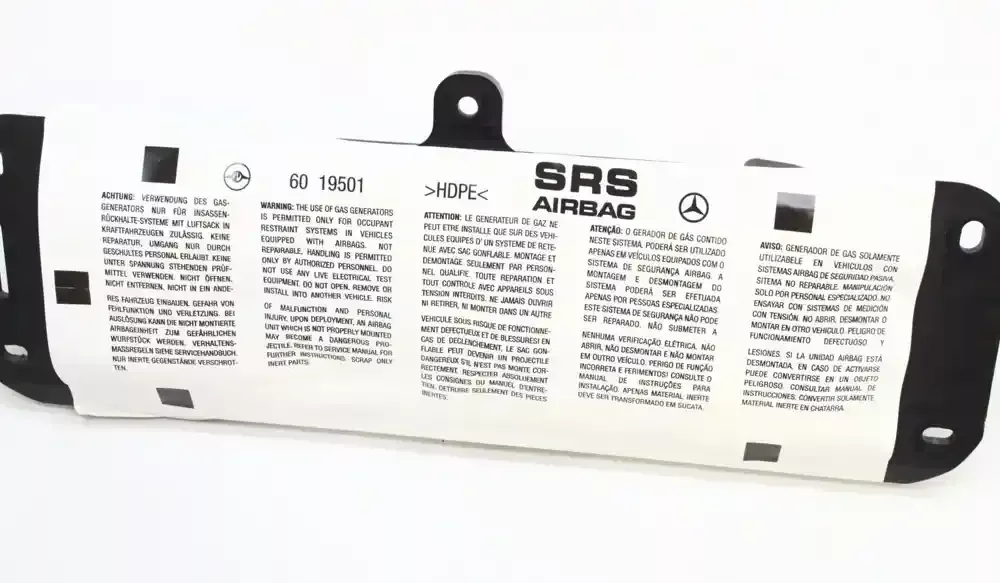 60 19501
>HDPE<
SRS
AIRBAG
ACHTUNG: VERWENDUNG DES GAS-
GENERATORS NUR FÜR INSASSEN-
RÜCKHALTE-SYSTEME MIT LUFTSACK IN
KRAFTFAHRZEUGEN ZULÄSSIG. KEINE
REPARATUR, UMGANG NUR DURCH
GESCHULTES PERSONAL ERLAUBT. KEINE
UNTER SPANNUNG STEHENDEN PRÜF-
MITTEL VERWENDEN. NICHT ÖFFNEN,
NICHT ENTFERNEN, NICHT IN EIN ANDE-
RES FAHRZEUG EINBAUEN. GEFAHR VON
FEHLFUNKTION UND VERLETZUNG. BEI
AUSLÖSUNG KANN DIE NICHT MONTIERTE
AIRBAGEINHEIT ZUM GEFÄHRLICHEN
WURFSTÜCK WERDEN. VERHALTENS-
MASSREGELN SIEHE SERVICEHANDBUCH.
NUR INERTE GEGENSTÄNDE VERSCHROT-
TEN.
WARNING: THE USE OF GAS GENERATORS
IS PERMITTED ONLY FOR OCCUPANT
RESTRAINT SYSTEMS IN VEHICLES
EQUIPPED WITH AIRBAGS. NOT
REPARABLE, HANDLING IS PERMITTED
ONLY BY AUTHORIZED PERSONNEL. DO
NOT USE ANY LIVE ELECTRICAL TEST
EQUIPMENT. DO NOT OPEN, REMOVE OR
INSTALL INTO ANOTHER VEHICLE. RISK
OF MALFUNCTION AND PERSONAL
INJURY. UPON DEPLOYMENT, AN AIRBAG
UNIT WHICH IS NOT PROPERLY MOUNTED
MAY BECOME A DANGEROUS PRO-
JECTILE. REFER TO SERVICE MANUAL FOR
FURTHER INSTRUCTIONS. SCRAP ONLY
INERT PARTS.
ATTENTION: LE GENERATEUR DE GAZ NE
PEUT ETRE INSTALLE QUE SUR DES VEHI-
CULES EQUIPES D' UN SYSTEME DE RETE-
NUE AVEC SAC GONFLABLE. MONTAGE ET
DEMONTAGE SEULEMENT PAR PERSON-
NEL QUALIFIE. TOUTE REPARATION ET
TOUT CONTROLE AVEC APPAREILS SOUS
TENSION INTERDITS. NE JAMAIS OUVRIR
NI RETIRER, NI MONTER DANS UN AUTRE
VEHICULE SOUS RISQUE DE FONCTIONNE-
MENT DEFECTUEUX ET DE BLESSURES! EN
CAS DE DECLENCHEMENT, LE SAC GON-
FLABLE PEUT DEVENIR UN PROJECTILE
DANGEREUX S'IL N'EST PAS MONTE COR-
RECTEMENT. RESPECTER ABSOLUEMENT
LES CONSIGNES DU MANUEL D'ENTRE-
TIEN. DETRUIRE SEULEMENT DES PIECES
INERTES.
ATENÇÃO: O GERADOR DE GÁS CONTIDO
NESTE SISTEMA. PODERÁ SER UTILIZADO
APENAS EM VEÍCULOS EQUIPADOS COM O
SISTEMA DE SEGURANÇA AIRBAG. A
MONTAGEM E DESMONTAGEM DO
SISTEMA PODERÁ SER EFETUADA
APENAS POR PESSOAS ESPECIALIZADAS
ESTE SISTEMA DE SEGURANÇA NÃO PODE
SER REPARADO. NÃO SUBMETER A
NENHUMA VERIFICAÇÃO ELÉTRICA. NÃO
ABRIR, NÃO DESMONTAR E NÃO MONTAR
EM OUTRO VEÍCULO. PERIGO DE FUNÇÃO
INCORRETA E FERIMENTOS! CONSULTE O
MANUAL DE INSTRUÇÕES PARA
INSTALAÇÃO. APENAS MATERIAL INERTE
DEVE SER TRANSFORMADO EM SUCATA.
AVISO: GENERADOR DE GAS SOLAMENTE
UTILIZABELE EN VEHICULOS CON
SISTEMAS AIRBAG DE SEGURIDAD PASIVA.
SITEMA NO REPARABLE. MANIPULACIÓN
SOLO POR PERSONAL ESPECIALIZADO. NO
ENSAYAR CON SISTEMAS DE MEDICIÓN
CON TENSIÓN. NO ABRIR, DESMONTAR O
MONTAR EN OTRO VEHICULO. PELIGRO DE
FUNCIONAMIENTO DEFECTUOSO Y
LESIONES. SI LA UNIDAD AIRBAG ESTÁ
DESMONTADA, EN CASO DE ACTIVARSE
PUEDE CONVERTIRSE EN UN OBJETO
PELIGROSO. CONSULTAR MANUAL DE
INSTRUCCIONES. CONVERTIR SOLAMENTE
MATERIAL INERTE EN CHATARRA.